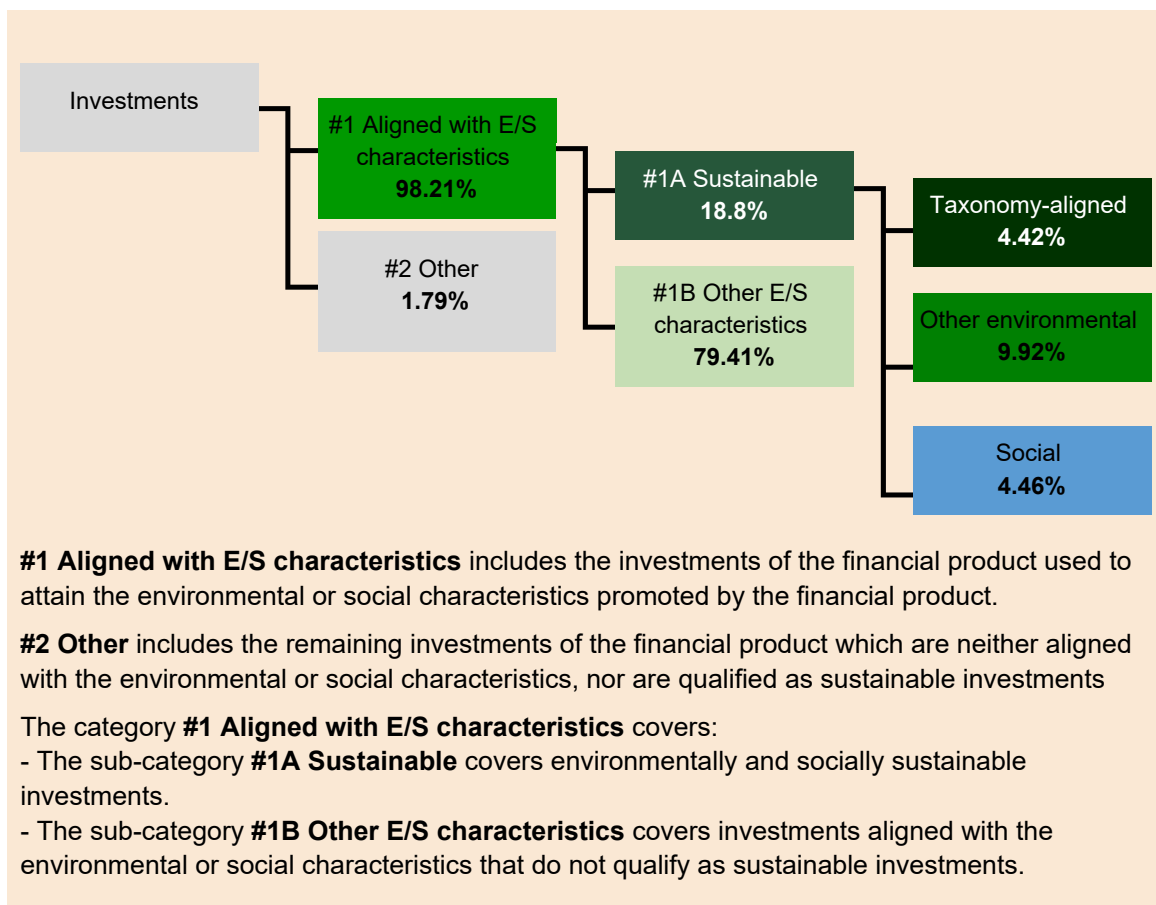 Investments
#1 Aligned with E/S
characteristics
98.21%
#2 Other
1.79%
#1A Sustainable
18.8%
#1B Other E/S
characteristics
79.41%
Taxonomy-aligned
4.42%
Other environmental
9.92%
Social
4.46%
#1 Aligned with E/S characteristics includes the investments of the financial product used to
attain the environmental or social characteristics promoted by the financial product.
#2 Other includes the remaining investments of the financial product which are neither aligned
with the environmental or social characteristics, nor are qualified as sustainable investments
The category #1 Aligned with E/S characteristics covers:
- The sub-category #1A Sustainable covers environmentally and socially sustainable
investments.
- The sub-category #1B Other E/S characteristics covers investments aligned with the
environmental or social characteristics that do not qualify as sustainable investments.